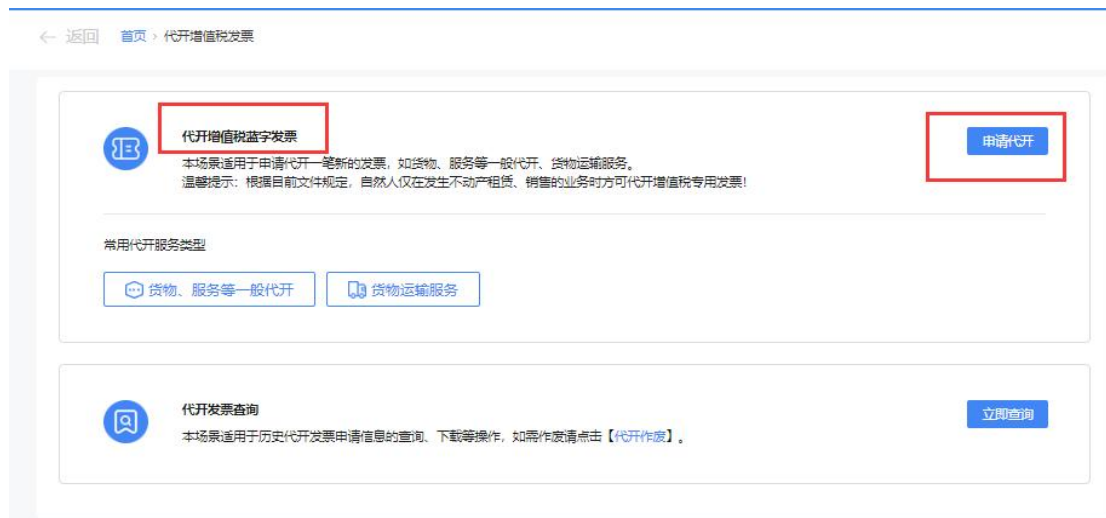 ← 返回 首页 › 代开增值税发票
代开增值税蓝字发票
申请代开
本场景适用于申请代开一笔新的发票，如货物、服务等一般代开、货物运输服务。
温馨提示：根据目前文件规定，自然人仅在发生不动产租赁、销售的业务时方可代开增值税专用发票！
常用代开服务类型
货物、服务等一般代开 货物运输服务
代开发票查询
立即查询
本场景适用于历史代开发票申请信息的查询、下载等操作，如需作废请点击【代开作废】。